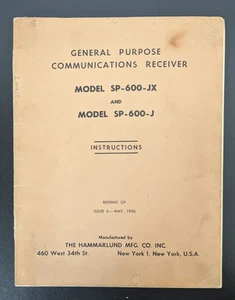 GENERAL PURPOSE
COMMUNICATIONS RECEIVER
MODEL SP-600-JX
AND
MODEL SP-600-J
INSTRUCTIONS
REPRINT OF
ISSUE 6—MAY, 1956
Manufactured by
THE HAMMARLUND MFG. CO. INC.
460 West 34th St. New York 1, New York, U.S.A.